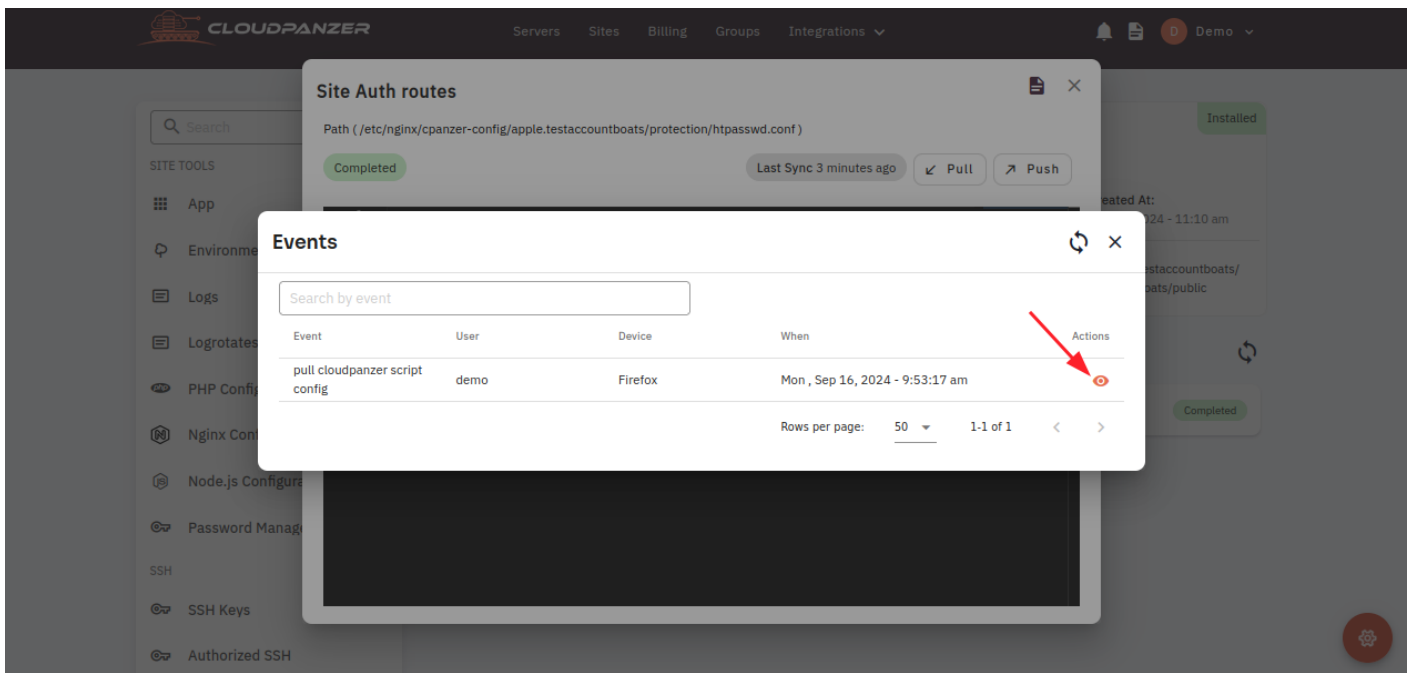 CLOUDPANZER
Servers Sites Billing Groups Integrations
D Demo
Site Auth routes
Path ( /etc/nginx/cpanzer-config/apple.testaccountboats/protection/htpasswd.conf )
Completed
Last Sync 3 minutes ago
Pull
Push
Search
SITE TOOLS
App
Environme
Logs
Logrotates
PHP Config
Nginx Con
Node.js Configura
Password Manag
SSH
SSH Keys
Authorized SSH
Installed
eated At:
024 - 11:10 am
estaccountboats/
oats/public
Completed
Events
Search by event
Event User Device When Actions
pull cloudpanzer script
config
demo Firefox Mon , Sep 16, 2024 - 9:53:17 am
Rows per page: 50 1-1 of 1